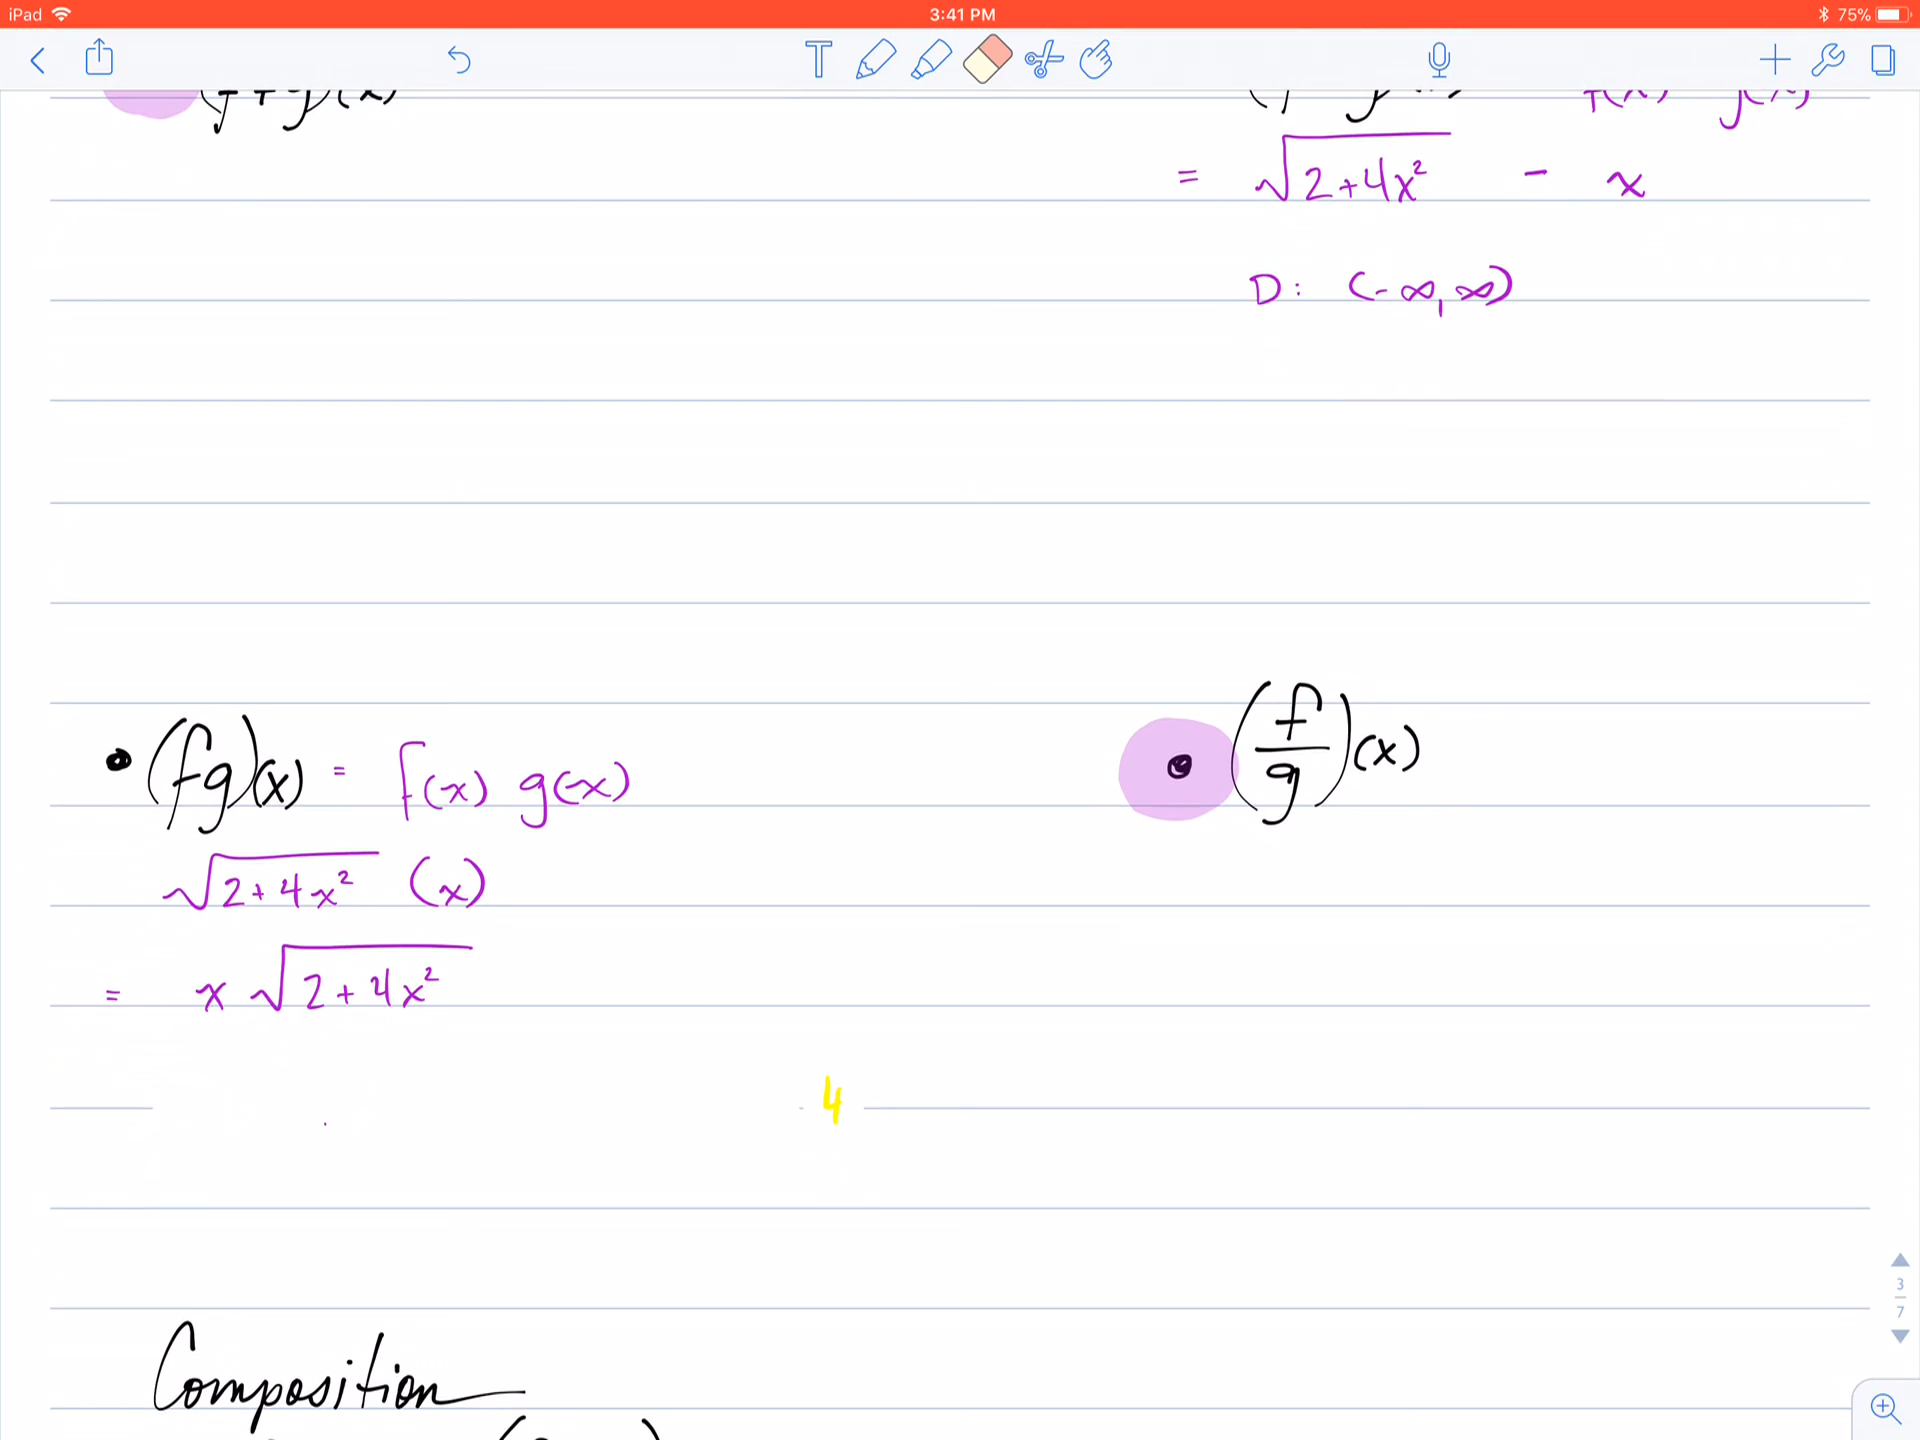 iPad 3:41 PM 75%
(f+g)(x)
= √2+4x² - x
D: (-∞, ∞)
• (fg)(x) = f(x) g(x)
• (f/g)(x)
√2+4x² (x)
= x √2+4x²
4
3
7
Composition